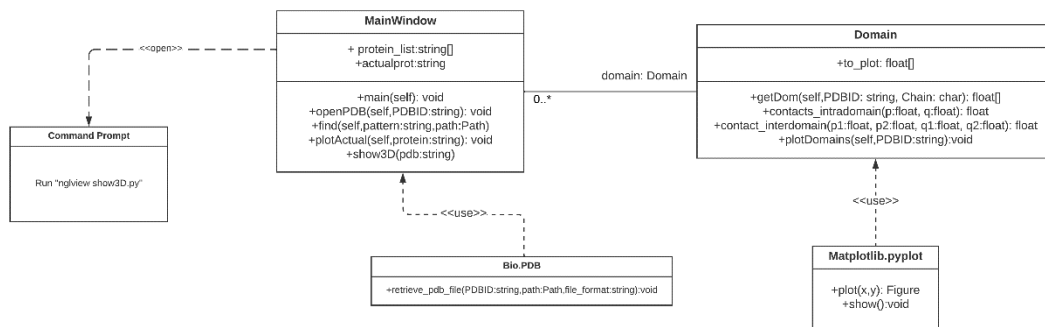 MainWindow
+ protein_list:string[]
+actualprot:string
+main(self): void
+openPDB(self,PDBID:string): void
+find(self,pattern:string,path:Path)
+plotActual(self,protein:string): void
+show3D(pdb:string)
<<open>>
Command Prompt
Run "nglview show3D.py"
domain: Domain
0..*
Domain
+to_plot: float[]
+getDom(self,PDBID: string, Chain: char): float[]
+contacts_intradomain(p:float, q:float): float
+contact_interdomain(p1:float, p2:float, q1:float, q2:float): float
+plotDomains(self,PDBID:string):void
<<use>>
Bio.PDB
+retrieve_pdb_file(PDBID:string,path:Path,file_format:string):void
<<use>>
Matplotlib.pyplot
+plot(x,y): Figure
+show():void